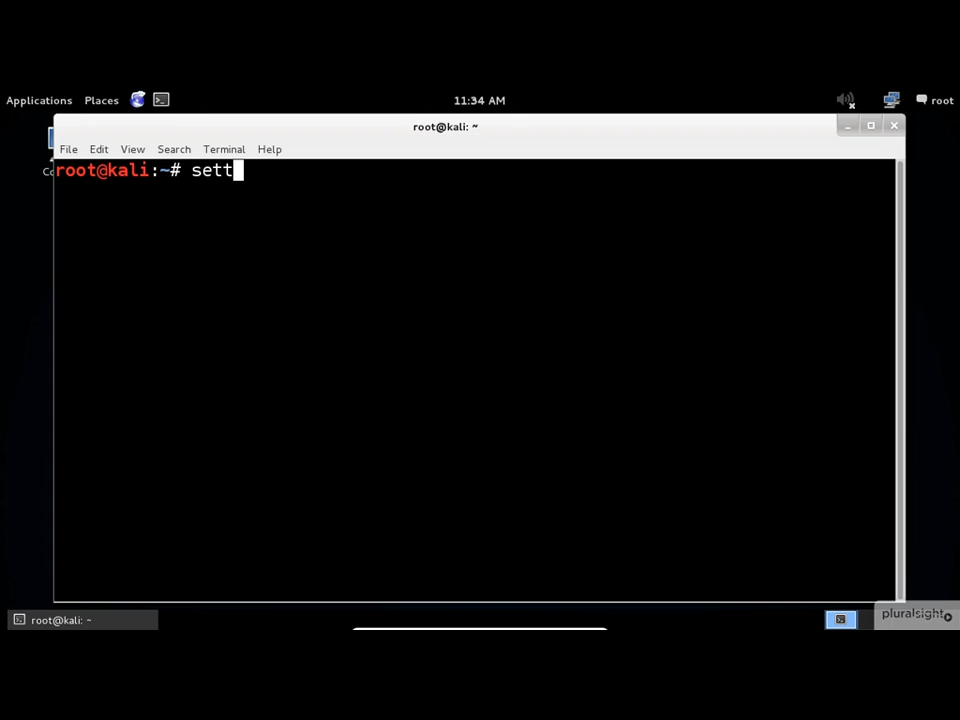 Applications Places 11:34 AM root
root@kali: ~
File Edit View Search Terminal Help
Co
root@kali:~# sett
root@kali: ~
pluralsight